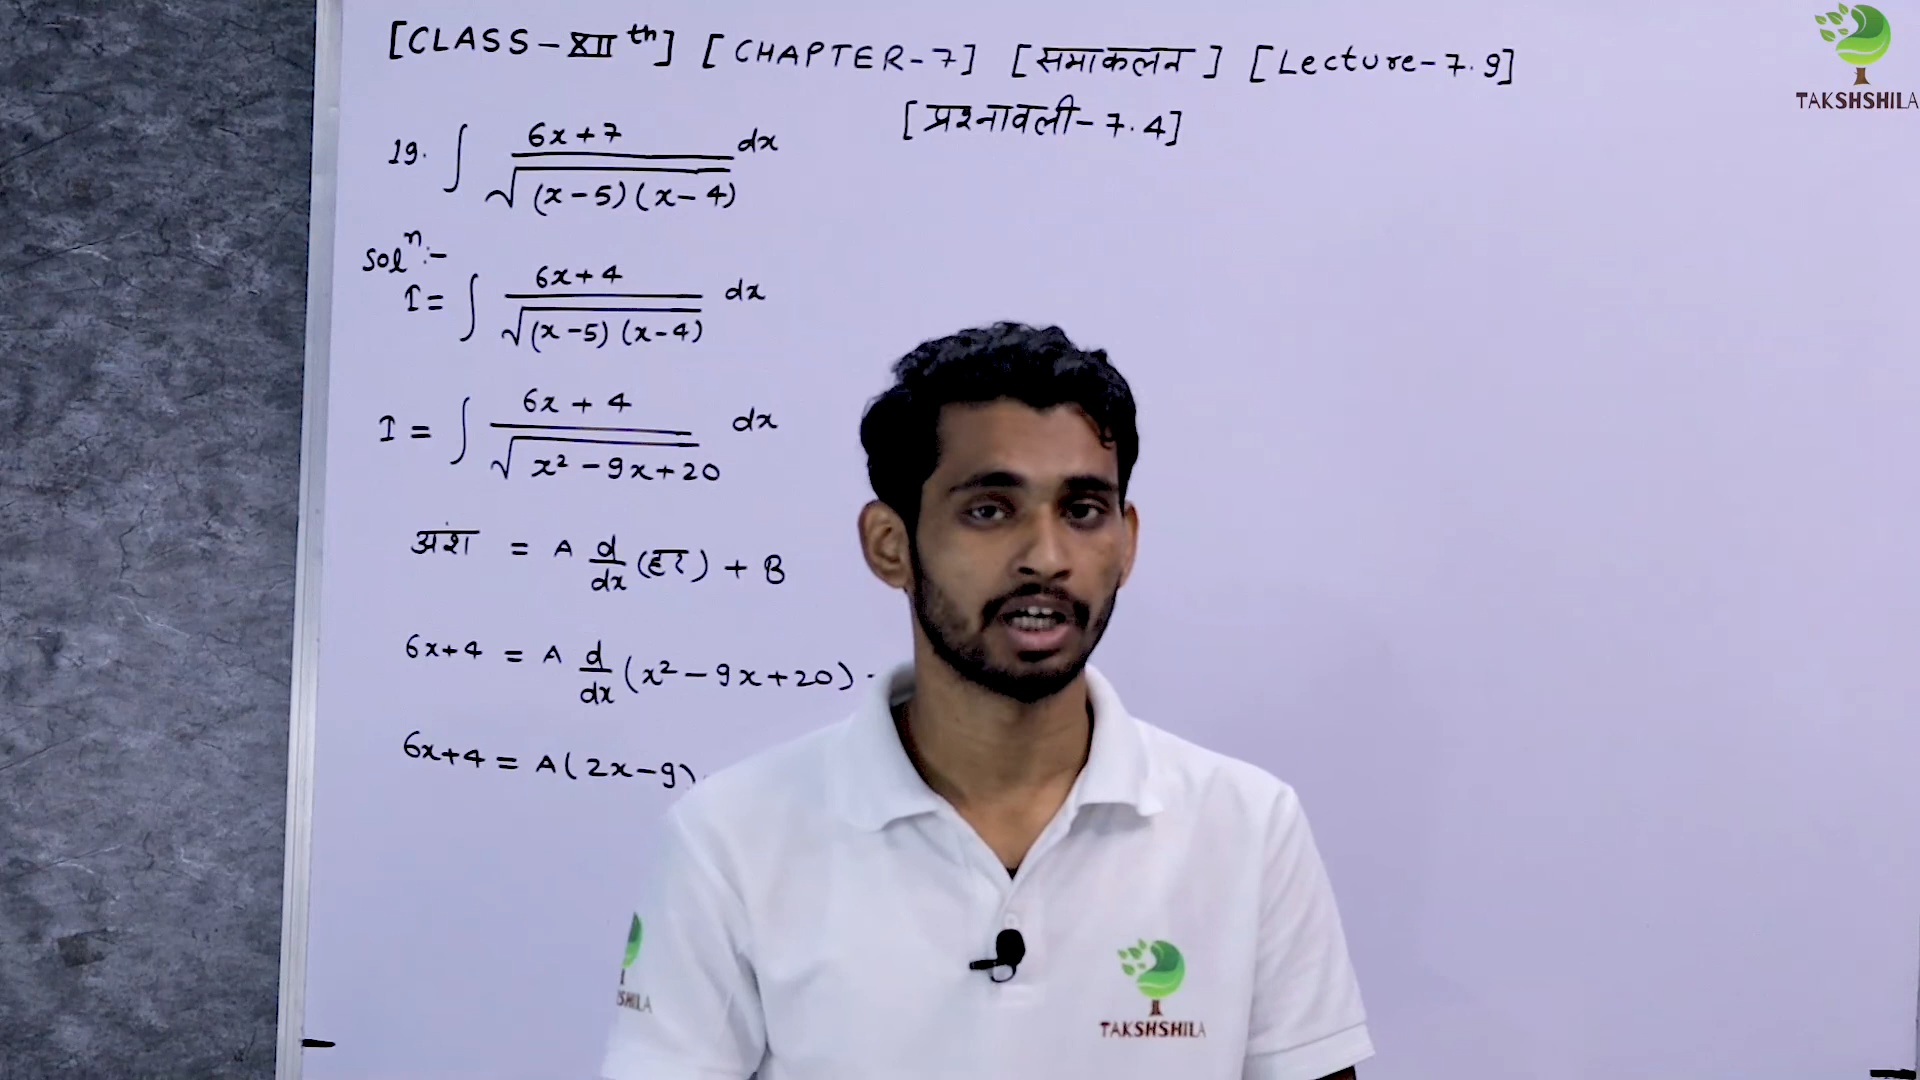 [CLASS-XIIth] [CHAPTER-7] [समाकलन] [Lecture-7.9]
[प्रश्नावली-7.4]
TAKSHSHILA
19. ∫ 6x+7 / √(x-5)(x-4) dx
Solⁿ:-
I = ∫ 6x+4 / √(x-5)(x-4) dx
I = ∫ 6x+4 / √x²-9x+20 dx
अंश = A d/dx (हर) + B
6x+4 = A d/dx (x²-9x+20)
6x+4 = A(2x-9)
TAKSHSHILA